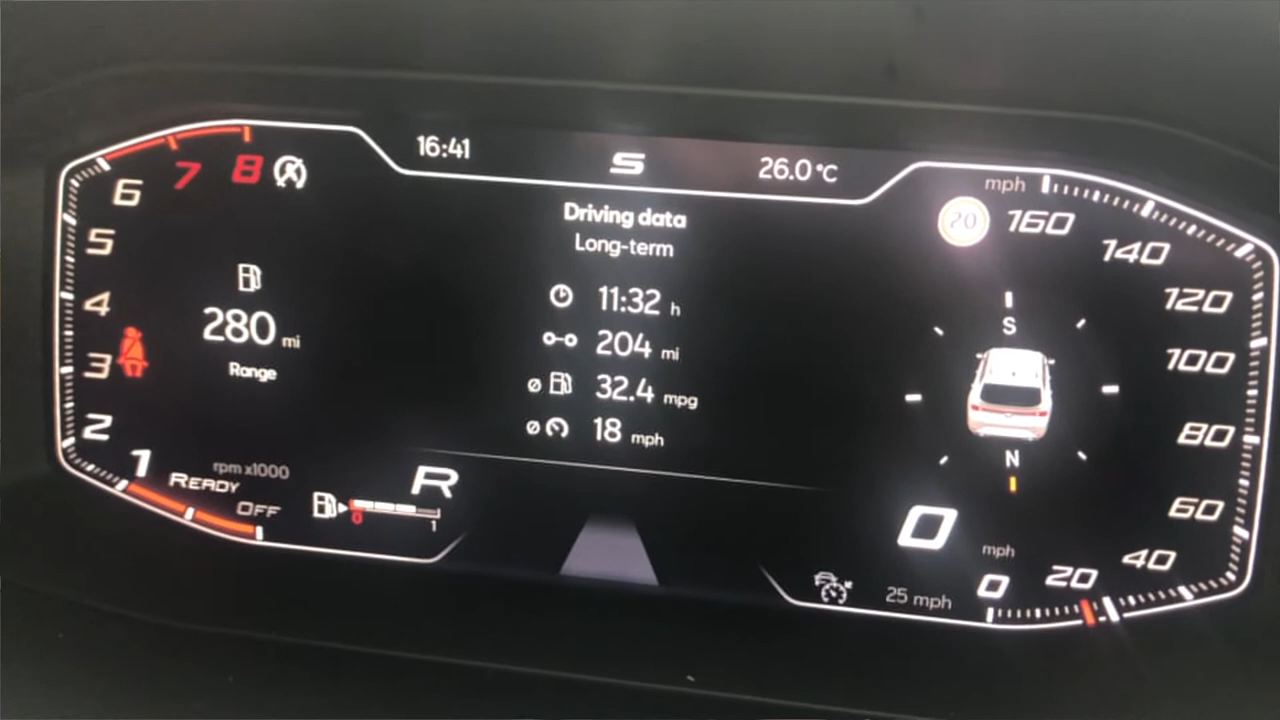 16:41
26.0 °C
Driving data
Long-term
11:32 h
204 mi
32.4 mpg
18 mph
280 mi
Range
8
7
6
5
4
3
2
1
rpm x1000
READY
OFF
R
0
1
20
mph
160
140
120
100
80
60
40
20
0
S
N
0 mph
25 mph